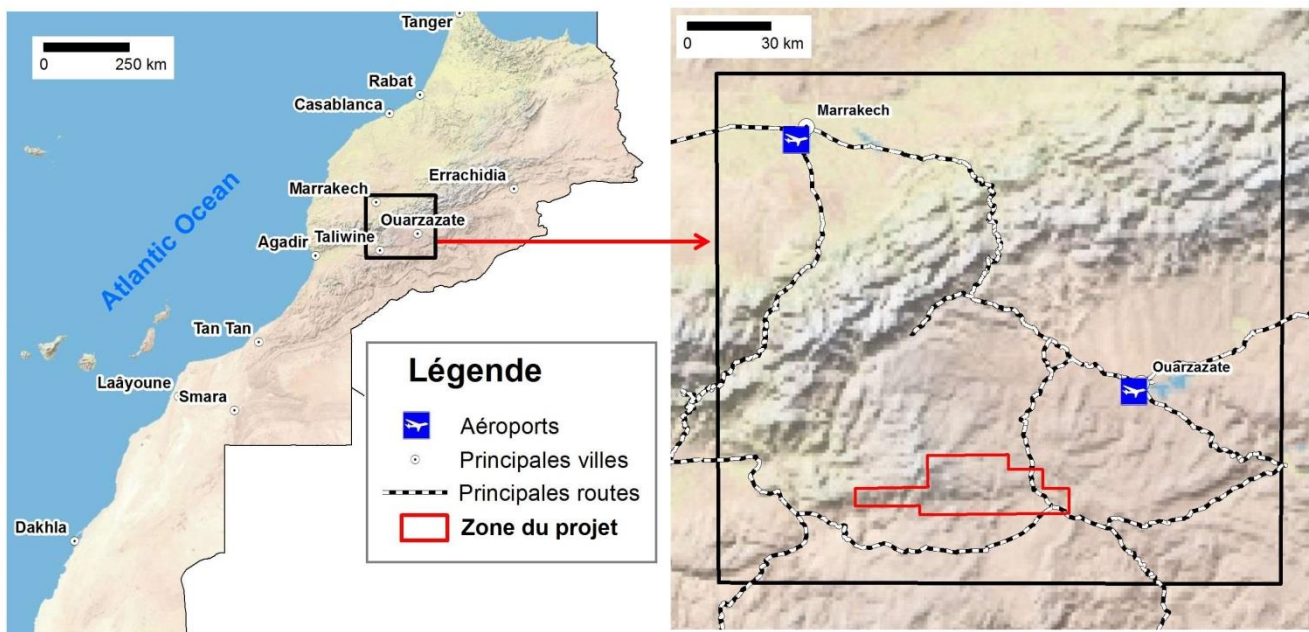 Tanger
0 250 km
Rabat
Casablanca
Marrakech
Errachidia
Ouarzazate
Agadir
Taliwine
Atlantic Ocean
Tan Tan
Laâyoune
Smara
Dakhla
Légende
Aéroports
Principales villes
Principales routes
Zone du projet
0 30 km
Marrakech
Ouarzazate